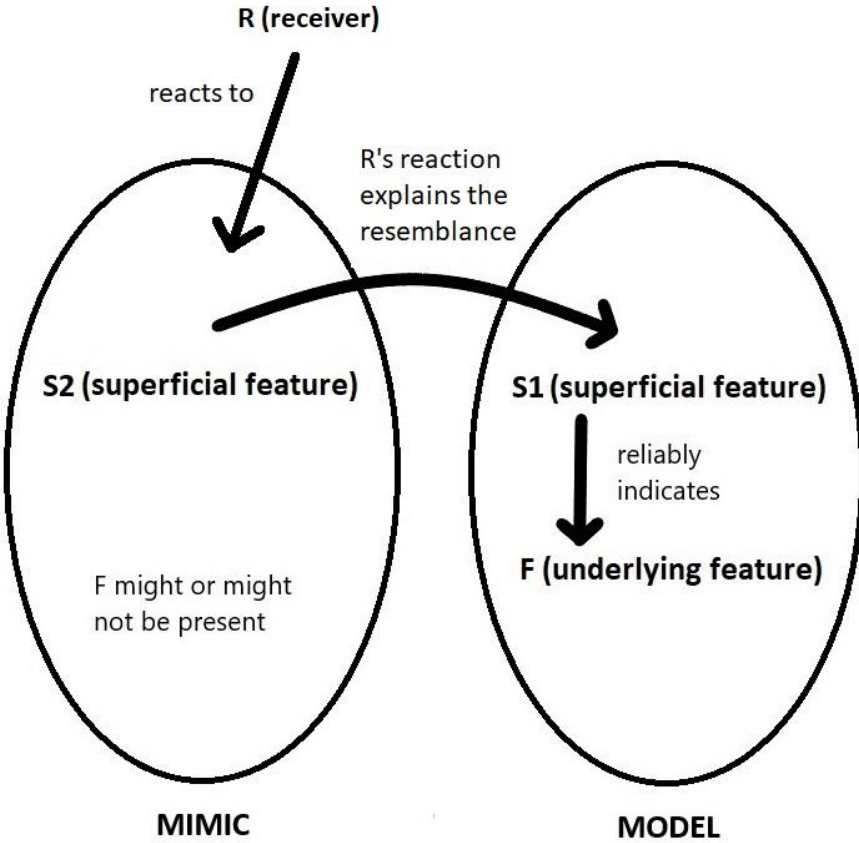 R (receiver)
reacts to
R's reaction
explains the
resemblance
S2 (superficial feature)
S1 (superficial feature)
reliably
indicates
F (underlying feature)
F might or might
not be present
MIMIC
MODEL